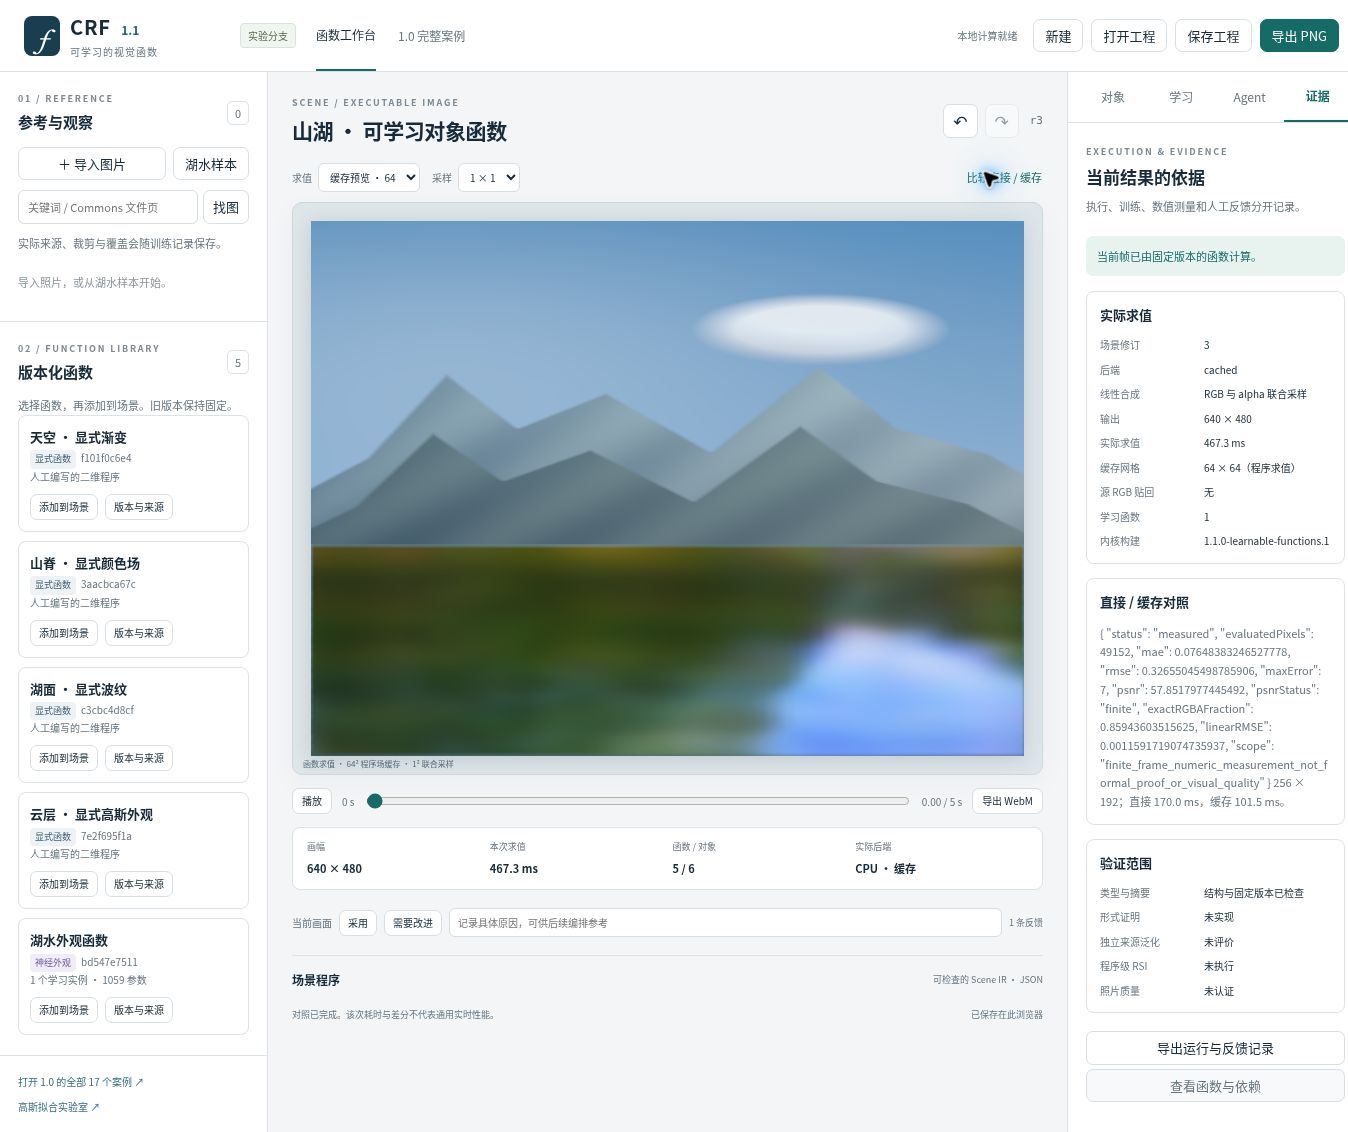 CRF 1.1
可学习的视觉函数
实验分支
函数工作台
1.0 完整案例
本地计算就绪
新建
打开工程
保存工程
导出 PNG
01 / REFERENCE
参考与观察
0
＋ 导入图片
湖水样本
关键词 / Commons 文件页
找图
实际来源、裁剪与覆盖会随训练记录保存。
导入照片，或从湖水样本开始。
02 / FUNCTION LIBRARY
版本化函数
5
选择函数，再添加到场景。旧版本保持固定。
天空 · 显式渐变
显式函数 f101f0c6e4
人工编写的二维程序
添加到场景
版本与来源
山脊 · 显式颜色场
显式函数 3aacbca67c
人工编写的二维程序
添加到场景
版本与来源
湖面 · 显式波纹
显式函数 c3cbc4d8cf
人工编写的二维程序
添加到场景
版本与来源
云层 · 显式高斯外观
显式函数 7e2f695f1a
人工编写的二维程序
添加到场景
版本与来源
湖水外观函数
神经外观 bd547e7511
1 个学习实例 · 1059 参数
添加到场景
版本与来源
打开 1.0 的全部 17 个案例 ↗
高斯拟合实验室 ↗
SCENE / EXECUTABLE IMAGE
山湖 · 可学习对象函数
↶
↷
r3
求值
缓存预览 · 64
采样
1 × 1
比较直接 / 缓存
函数求值 · 64² 程序场缓存 · 1² 联合采样
播放
0 s
0.00 / 5 s
导出 WebM
画幅
640 × 480
本次求值
467.3 ms
函数 / 对象
5 / 6
实际后端
CPU · 缓存
当前画面
采用
需要改进
记录具体原因，可供后续编排参考
1 条反馈
场景程序
可检查的 Scene IR · JSON
对照已完成。该次耗时与差分不代表通用实时性能。
已保存在此浏览器
对象
学习
Agent
证据
EXECUTION & EVIDENCE
当前结果的依据
执行、训练、数值测量和人工反馈分开记录。
当前帧已由固定版本的函数计算。
实际求值
场景修订 3
后端 cached
线性合成 RGB 与 alpha 联合采样
输出 640 × 480
实际求值 467.3 ms
缓存网格 64 × 64（程序求值）
源 RGB 贴回 无
学习函数 1
内核构建 1.1.0-learnable-functions.1
直接 / 缓存对照
{ "status": "measured", "evaluatedPixels":
49152, "mae": 0.07648383246527778,
"rmse": 0.32655045498785906, "maxError":
7, "psnr": 57.8517977445492, "psnrStatus":
"finite", "exactRGBAFraction":
0.85943603515625, "linearRMSE":
0.0011591719074735937, "scope":
"finite_frame_numeric_measurement_not_f
ormal_proof_or_visual_quality" } 256 ×
192；直接 170.0 ms，缓存 101.5 ms。
验证范围
类型与摘要 结构与固定版本已检查
形式证明 未实现
独立来源泛化 未评价
程序级 RSI 未执行
照片质量 未认证
导出运行与反馈记录
查看函数与依赖